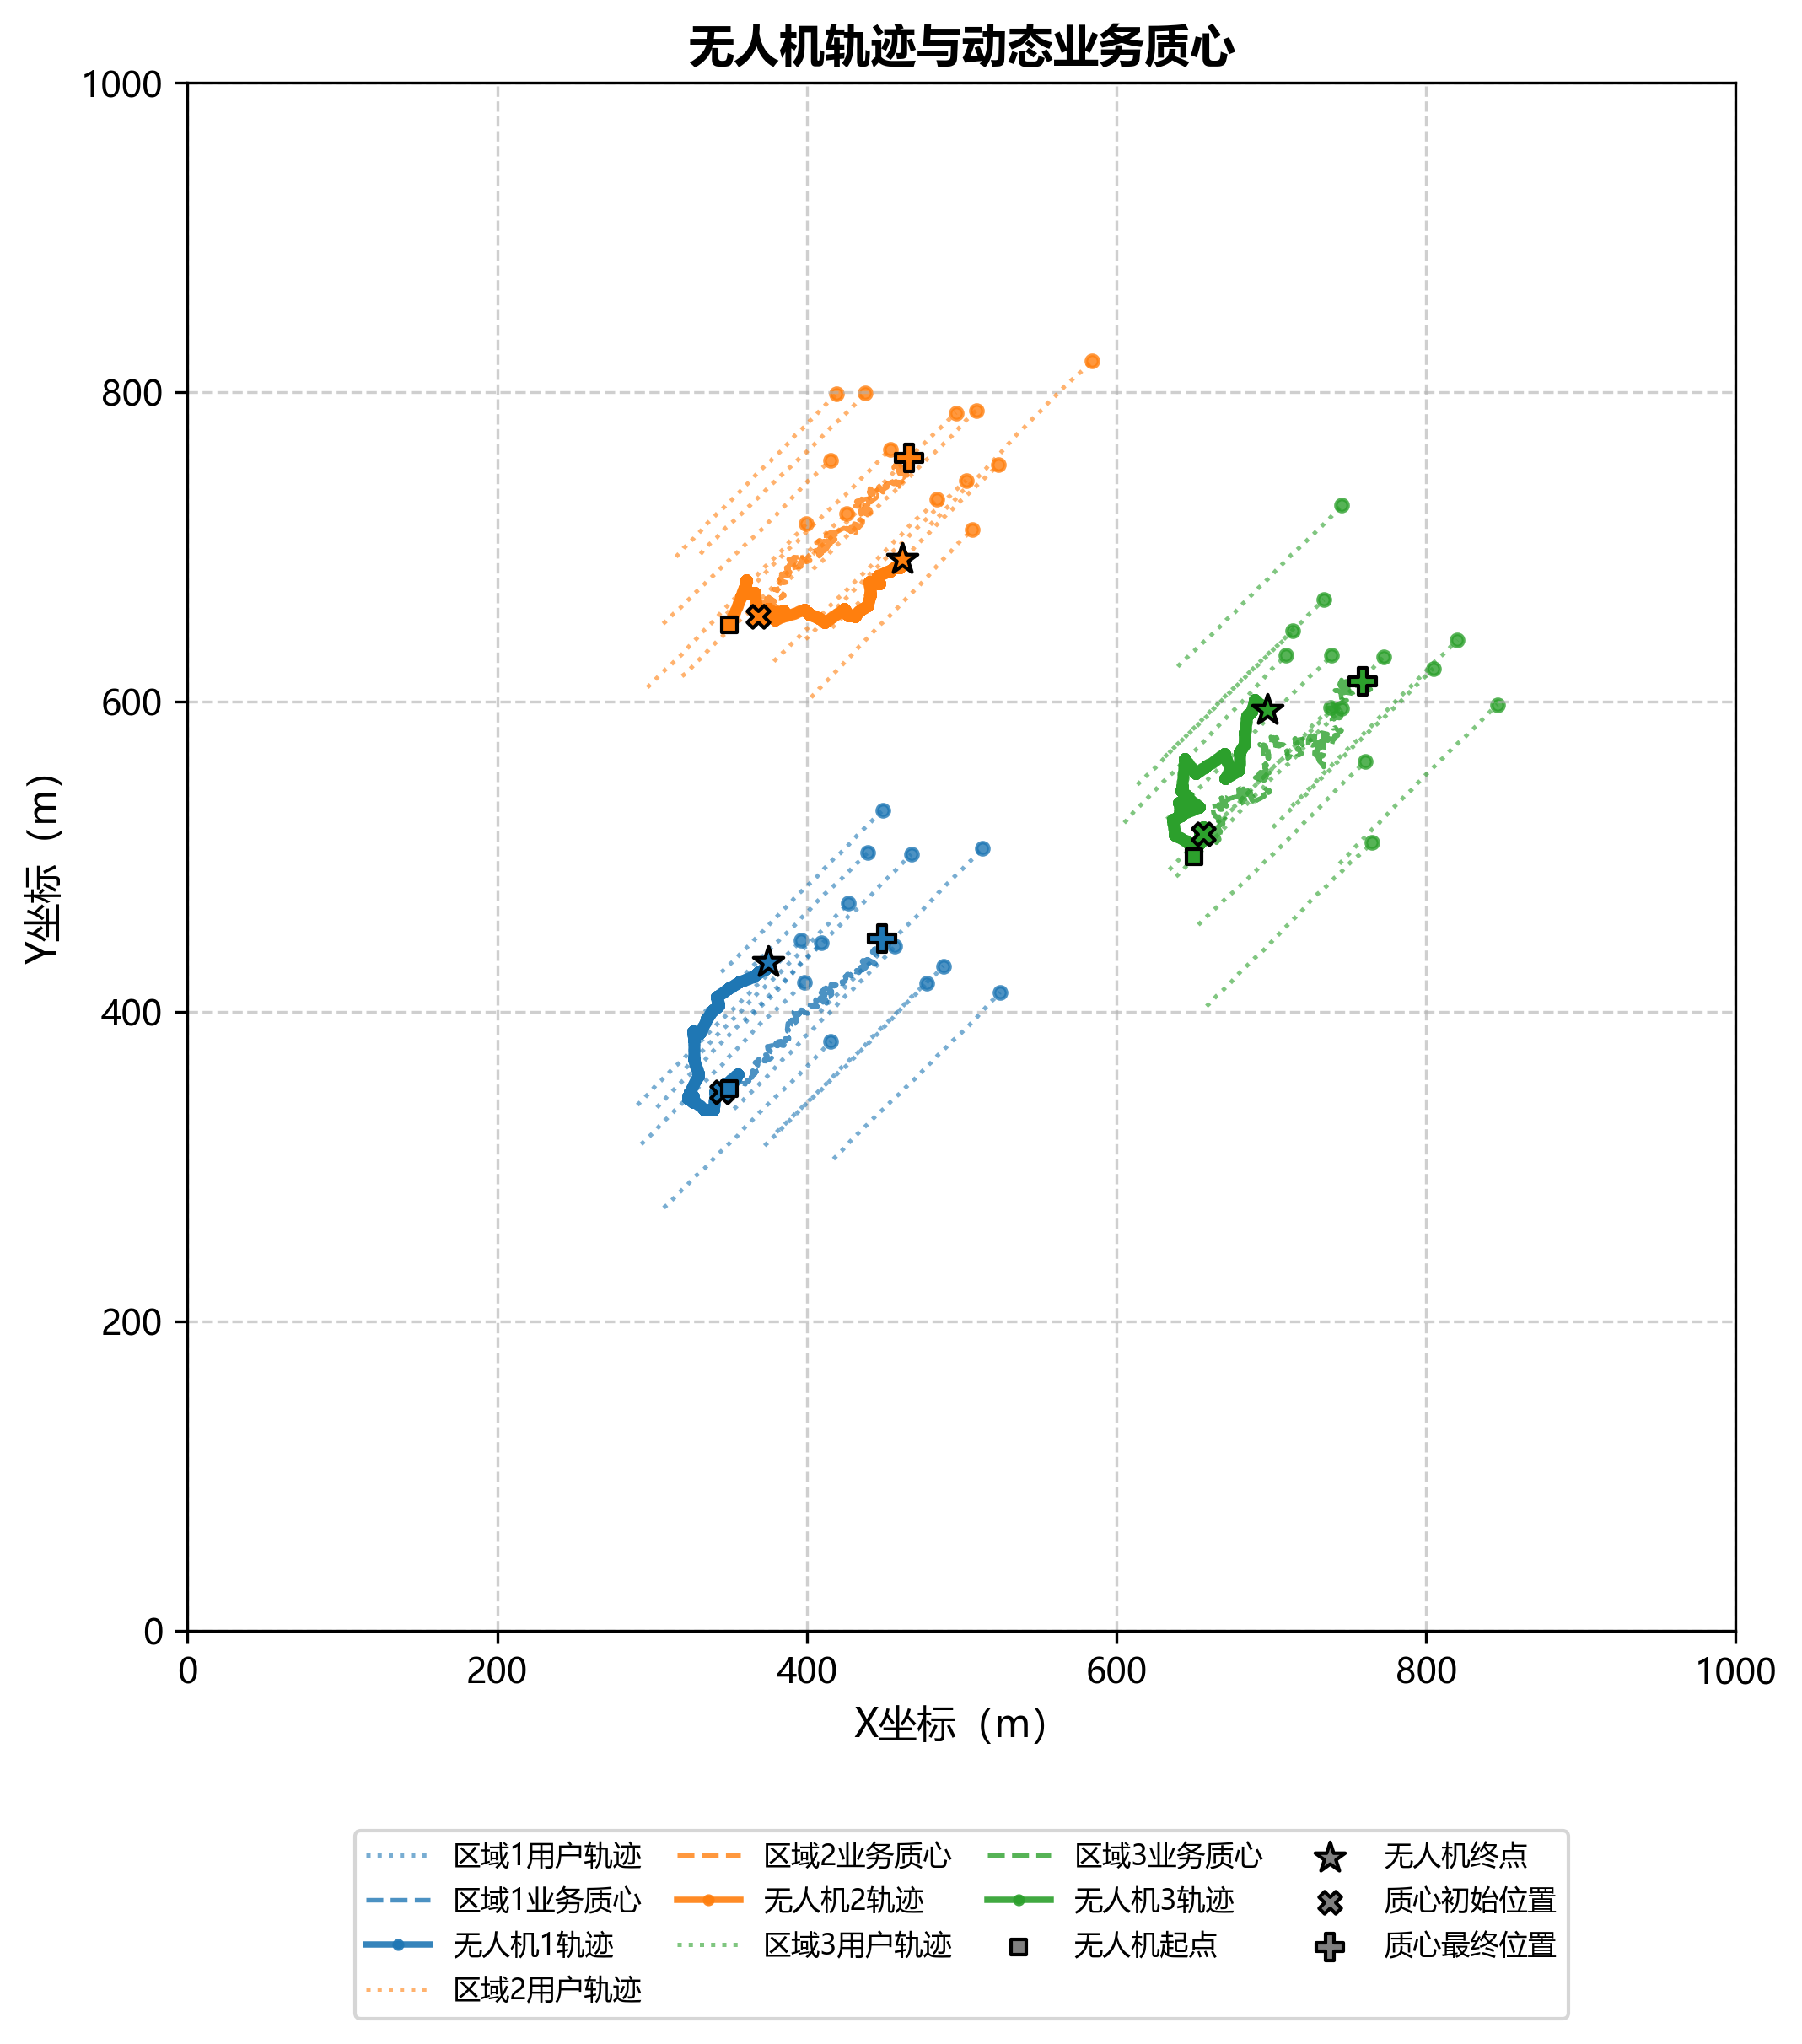 无人机轨迹与动态业务质心
1000
800
600
400
200
0
Y坐标（m）
0 200 400 600 800 1000
X坐标（m）
区域1用户轨迹 区域2业务质心 区域3业务质心 无人机终点
区域1业务质心 无人机2轨迹 无人机3轨迹 质心初始位置
无人机1轨迹 区域3用户轨迹 无人机起点 质心最终位置
区域2用户轨迹